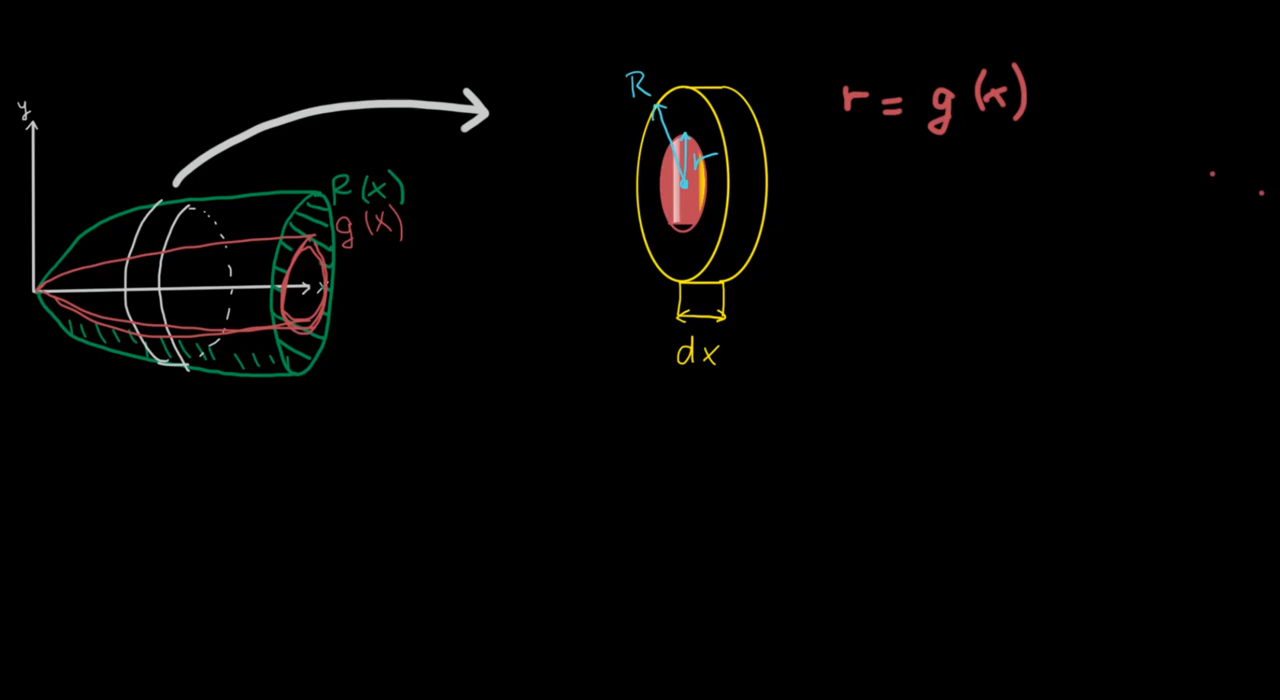 y
R(x)
g(x)
x
R
r
dx
r = g(x)